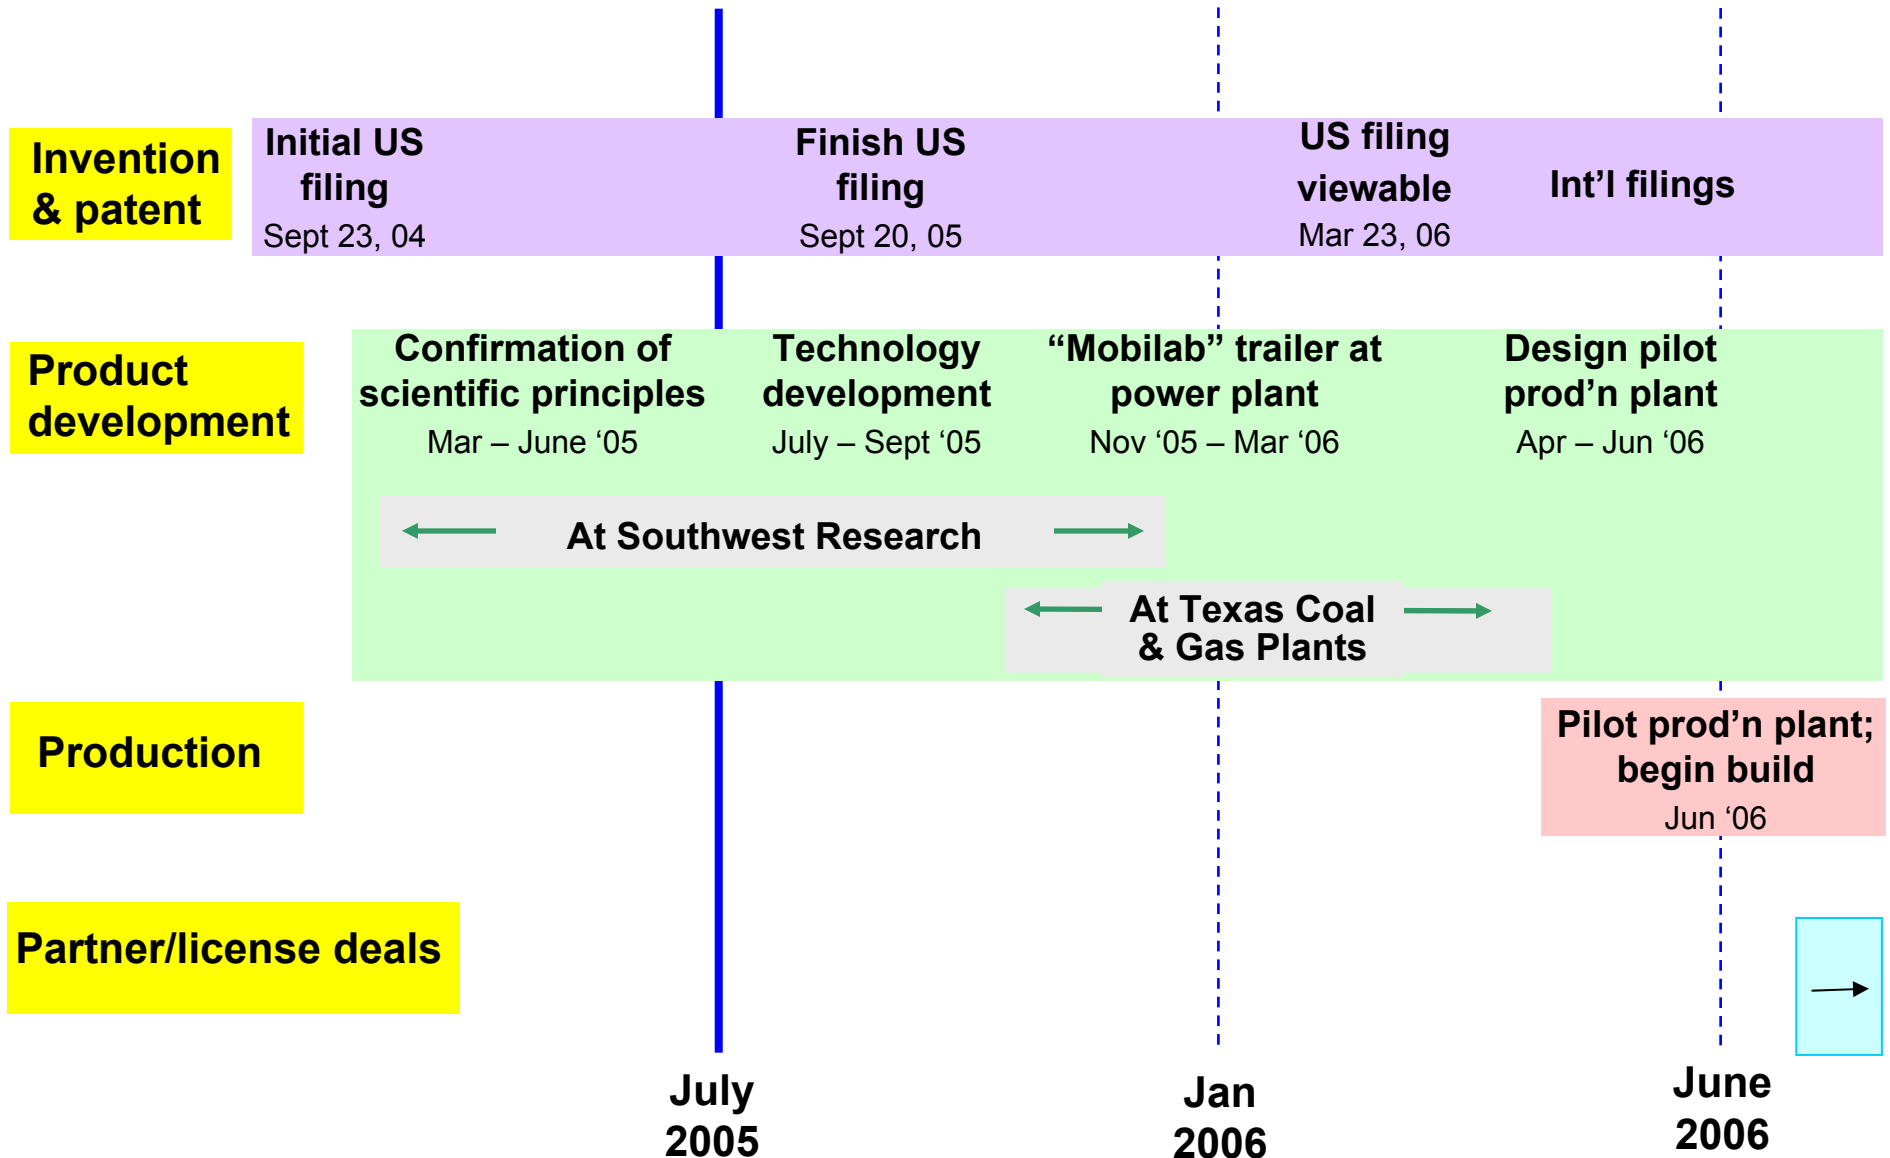 Invention
& patent
Initial US
filing
Sept 23, 04
Finish US
filing
Sept 20, 05
US filing
viewable
Mar 23, 06
Int’l filings
Product
development
Confirmation of
scientific principles
Mar – June ‘05
Technology
development
July – Sept ‘05
“Mobilab” trailer at
power plant
Nov ‘05 – Mar ‘06
Design pilot
prod’n plant
Apr – Jun ‘06
At Southwest Research
At Texas Coal
& Gas Plants
Production
Pilot prod’n plant;
begin build
Jun ‘06
Partner/license deals
July
2005
Jan
2006
June
2006